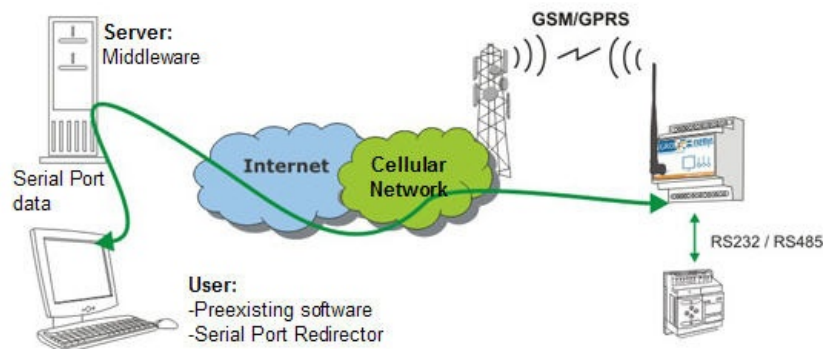 Server:
Middleware
GSM/GPRS
Internet
Cellular
Network
Serial Port
data
RS232 / RS485
User:
-Preexisting software
-Serial Port Redirector